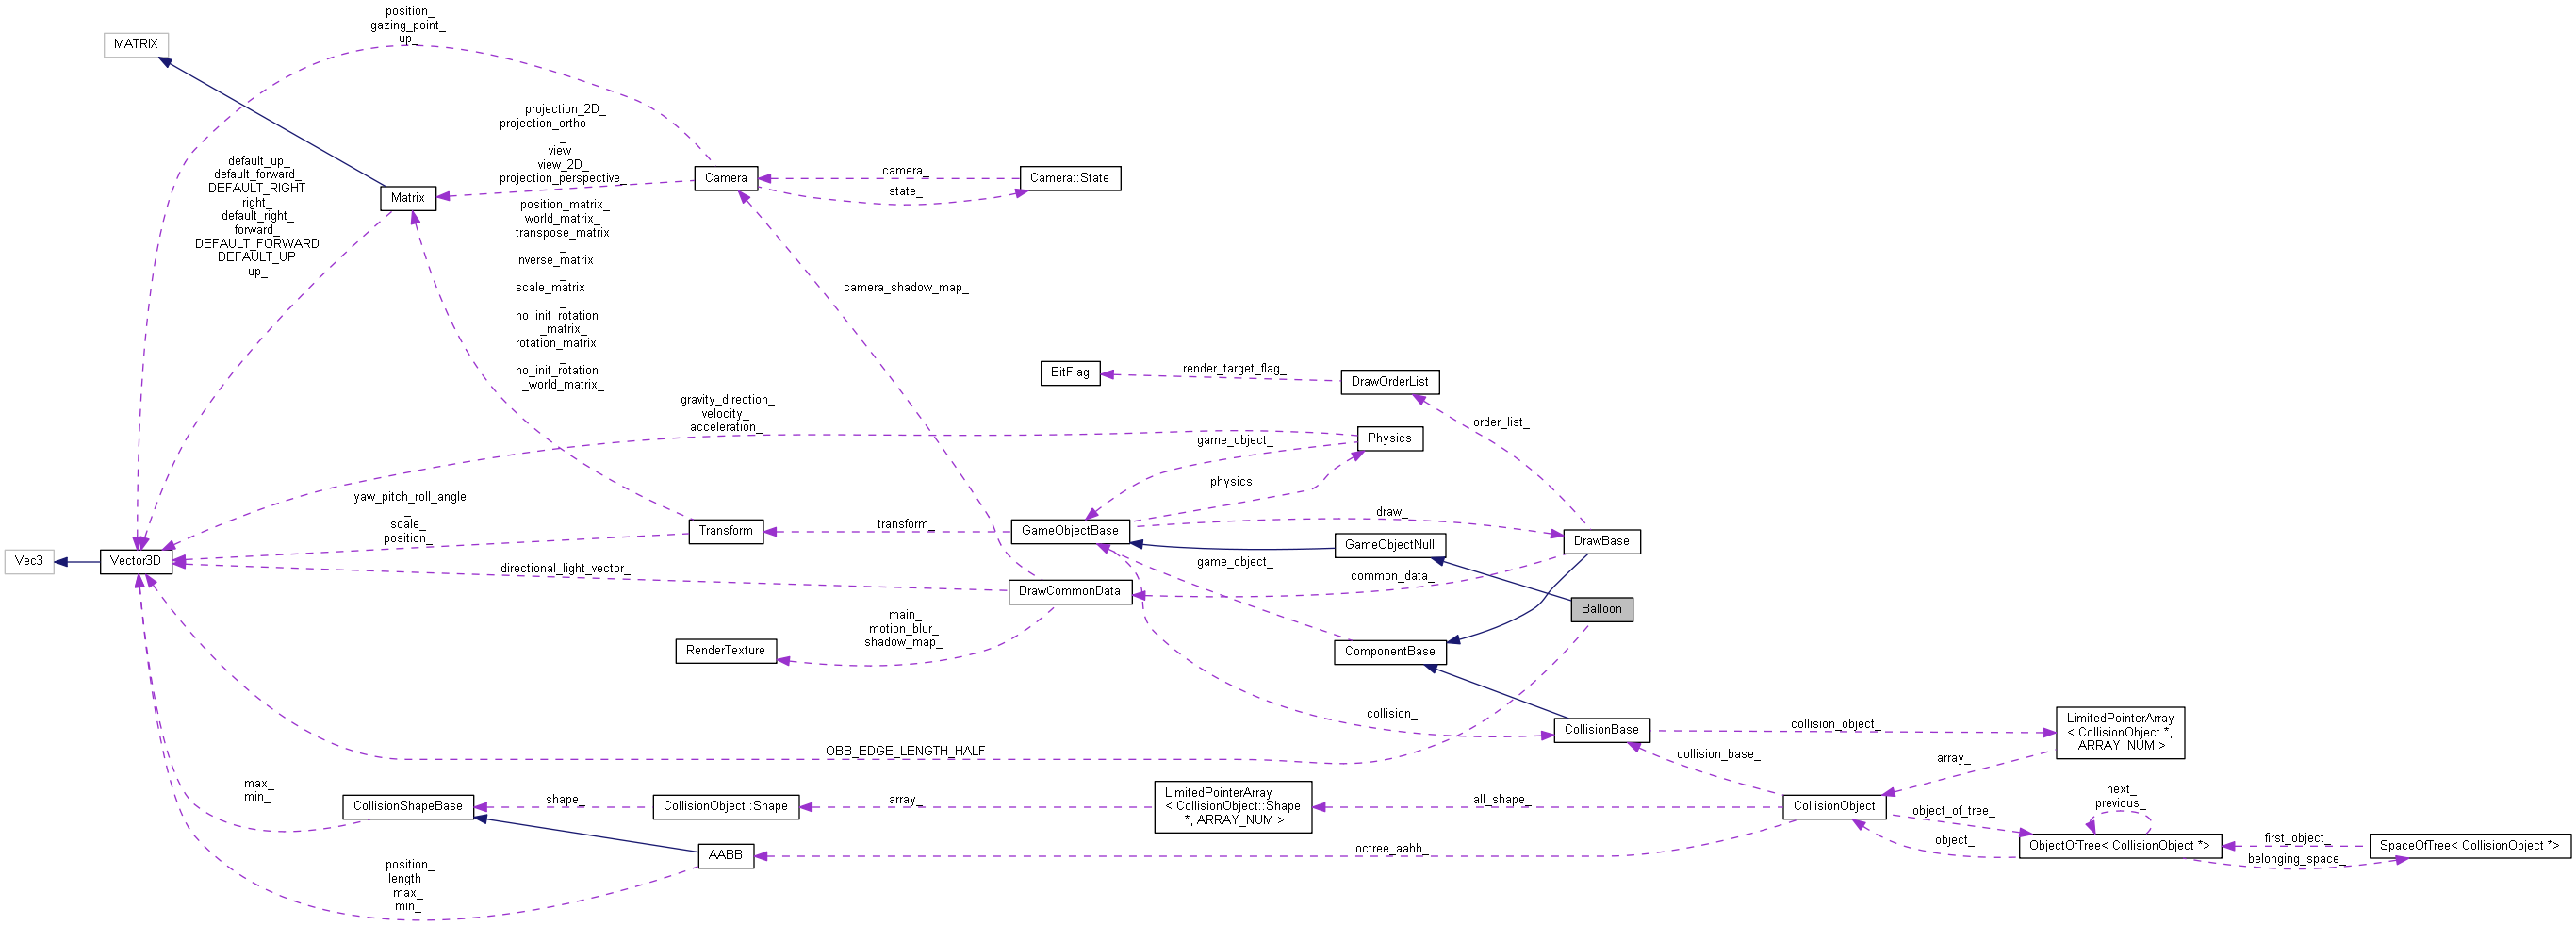 position_
gazing_point_
up_
MATRIX
projection_2D_
projection_ortho
_
view_
view_2D_
projection_perspective_
default_up_
default_forward_
DEFAULT_RIGHT
right_
default_right_
forward_
DEFAULT_FORWARD
DEFAULT_UP
up_
Matrix
Camera
camera_
state_
Camera::State
position_matrix_
world_matrix_
transpose_matrix
_
inverse_matrix
_
scale_matrix
_
no_init_rotation
_matrix_
rotation_matrix
_
no_init_rotation
_world_matrix_
camera_shadow_map_
BitFlag
render_target_flag_
DrawOrderList
order_list_
gravity_direction_
velocity_
acceleration_
Physics
game_object_
physics_
yaw_pitch_roll_angle
_
scale_
position_
Transform
transform_
GameObjectBase
draw_
DrawBase
GameObjectNull
Vec3
Vector3D
directional_light_vector_
DrawCommonData
game_object_
common_data_
Balloon
main_
motion_blur_
shadow_map_
RenderTexture
ComponentBase
collision_
CollisionBase
collision_object_
LimitedPointerArray
< CollisionObject *,
ARRAY_NUM >
OBB_EDGE_LENGTH_HALF
collision_base_
array_
max_
min_
CollisionShapeBase
shape_
CollisionObject::Shape
array_
LimitedPointerArray
< CollisionObject::Shape
*, ARRAY_NUM >
all_shape_
CollisionObject
object_of_tree_
object_
next_
previous_
ObjectOfTree< CollisionObject *>
first_object_
belonging_space_
SpaceOfTree< CollisionObject *>
AABB
octree_aabb_
position_
length_
max_
min_